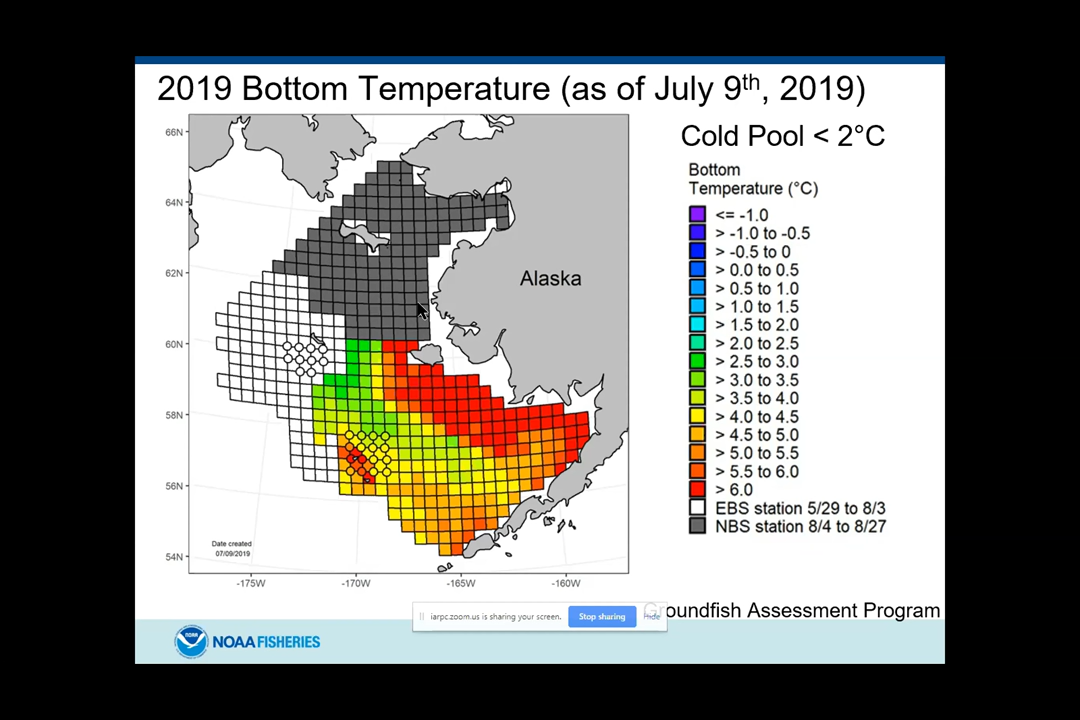 2019 Bottom Temperature (as of July 9th, 2019)
Cold Pool < 2°C
Bottom
Temperature (°C)
<= -1.0
> -1.0 to -0.5
> -0.5 to 0
> 0.0 to 0.5
> 0.5 to 1.0
> 1.0 to 1.5
> 1.5 to 2.0
> 2.0 to 2.5
> 2.5 to 3.0
> 3.0 to 3.5
> 3.5 to 4.0
> 4.0 to 4.5
> 4.5 to 5.0
> 5.0 to 5.5
> 5.5 to 6.0
> 6.0
EBS station 5/29 to 8/3
NBS station 8/4 to 8/27
66N
64N
62N
60N
58N
56N
54N
Alaska
Date created
07/09/2019
-175W
-170W
-165W
-160W
iarpc.zoom.us is sharing your screen.
Stop sharing
Hide
Groundfish Assessment Program
NOAA
NOAA FISHERIES